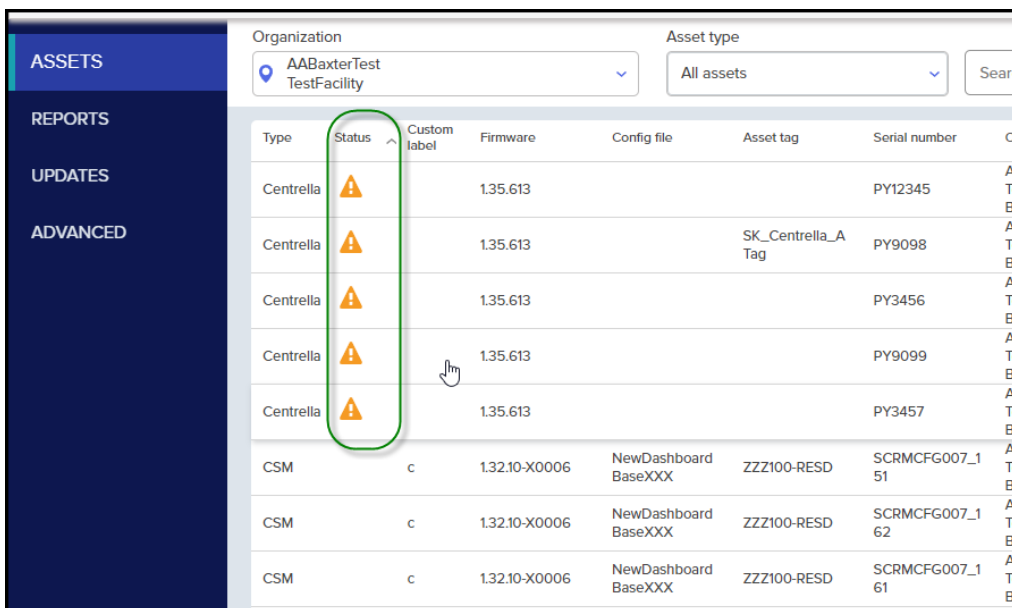 Organization
Asset type
ASSETS
AABaxterTest
TestFacility
All assets
REPORTS
Type
Status
Custom
label
Firmware
Config file
Asset tag
Serial number
UPDATES
Centrella
1.35.613
PY12345
ADVANCED
Centrella
1.35.613
SK_Centrella_A
Tag
PY9098
Centrella
1.35.613
PY3456
Centrella
1.35.613
PY9099
Centrella
1.35.613
PY3457
CSM
c
1.32.10-X0006
NewDashboard
BaseXXX
ZZZ100-RESD
SCRMCFG007_1
51
CSM
c
1.32.10-X0006
NewDashboard
BaseXXX
ZZZ100-RESD
SCRMCFG007_1
62
CSM
c
1.32.10-X0006
NewDashboard
BaseXXX
ZZZ100-RESD
SCRMCFG007_1
61